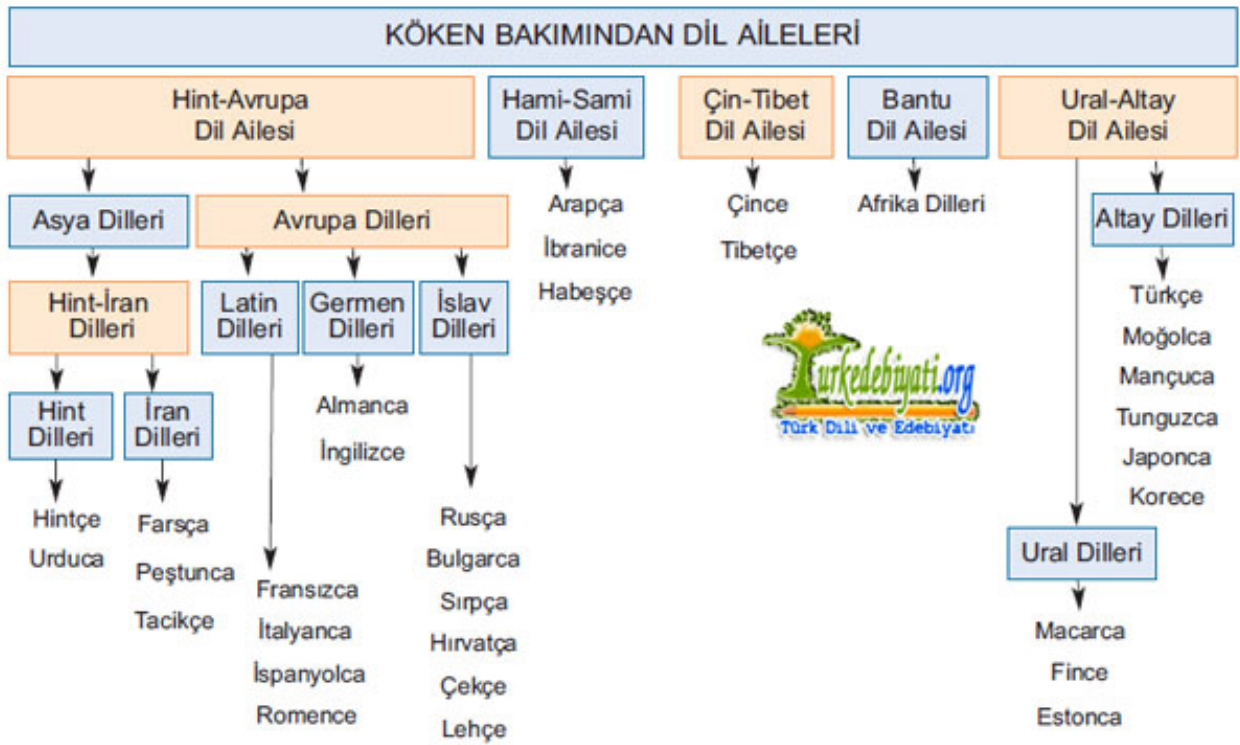 KÖKEN BAKIMINDAN DİL AİLELERİ
Hint-Avrupa
Dil Ailesi
Hami-Sami
Dil Ailesi
Çin-Tibet
Dil Ailesi
Bantu
Dil Ailesi
Ural-Altay
Dil Ailesi
Asya Dilleri
Avrupa Dilleri
Arapça
İbranice
Habeşçe
Çince
Tibetçe
Afrika Dilleri
Altay Dilleri
Hint-İran
Dilleri
Latin
Dilleri
Germen
Dilleri
İslav
Dilleri
Türkçe
Moğolca
Mançuca
Tunguzca
Japonca
Korece
Hint
Dilleri
İran
Dilleri
Almanca
İngilizce
Turkedebiyati.org
Türk Dili ve Edebiyatı
Hintçe
Urduca
Farsça
Peştunca
Tacikçe
Fransızca
İtalyanca
İspanyolca
Romence
Rusça
Bulgarca
Sırpça
Hırvatça
Çekçe
Lehçe
Ural Dilleri
Macarca
Fince
Estonca